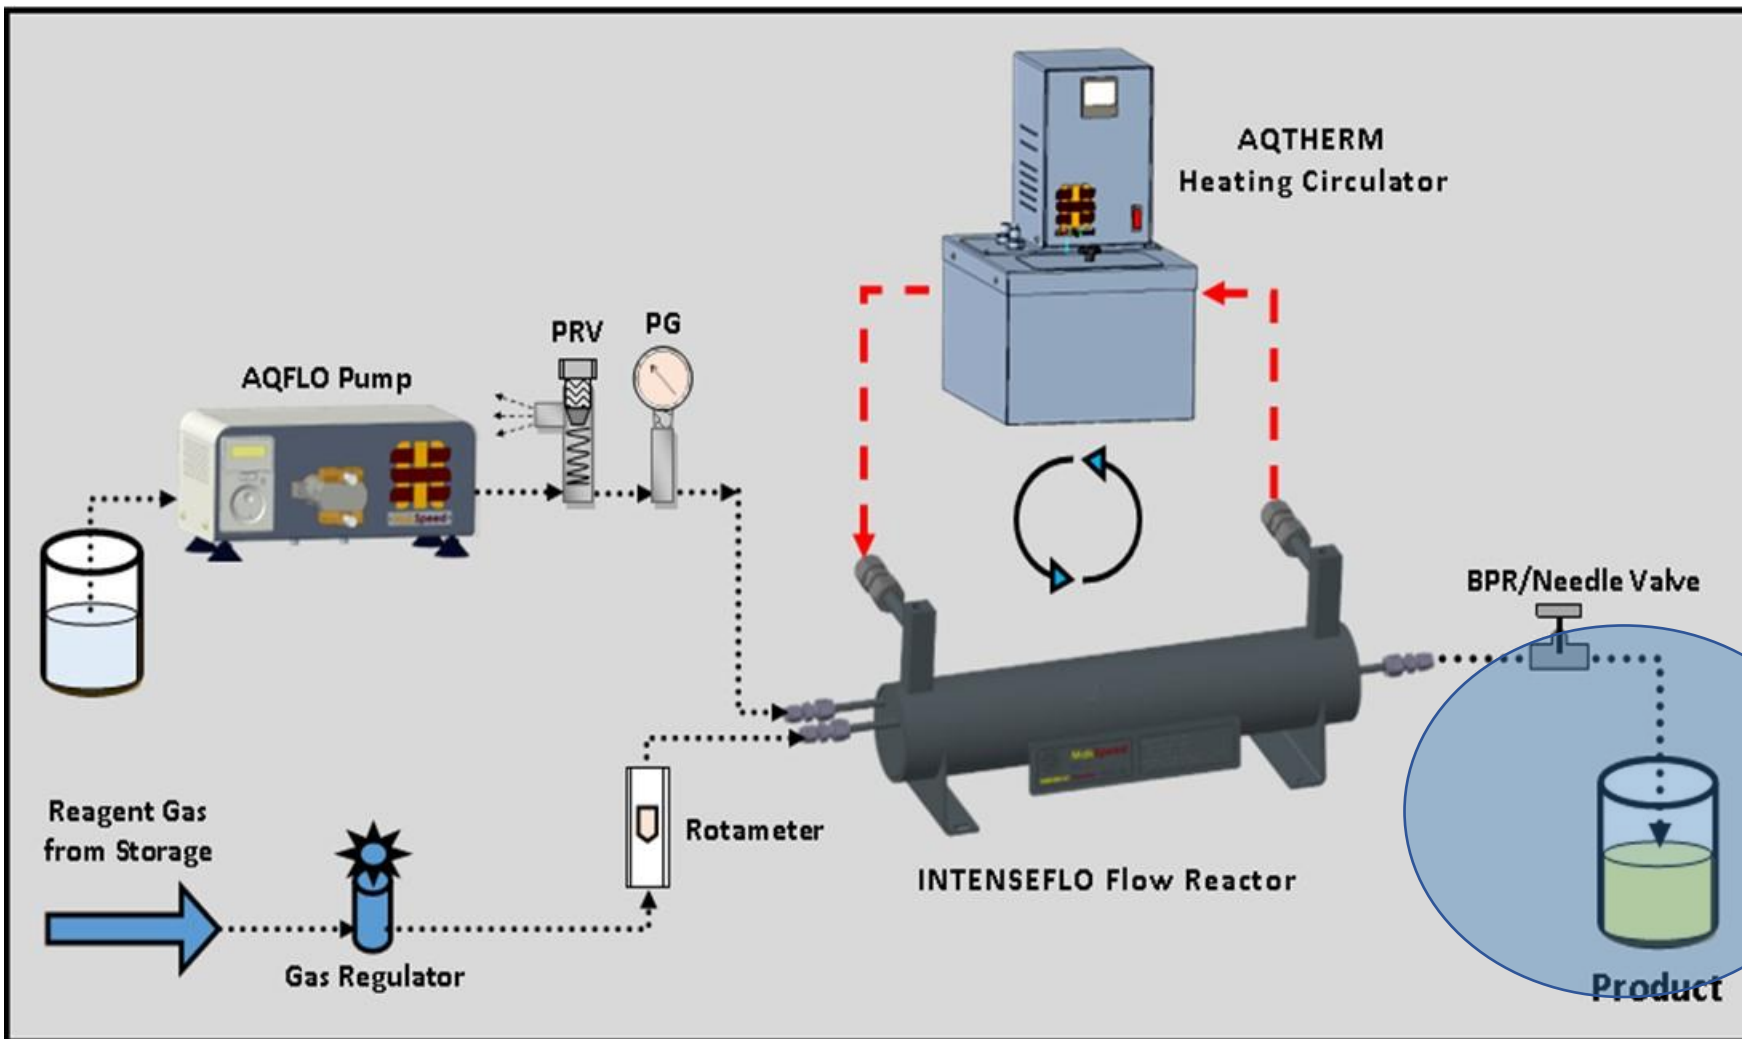 AQTHERM
Heating Circulator
PRV
PG
AQFLO Pump
BPR/Needle Valve
Reagent Gas
from Storage
Rotameter
INTENSEFLO Flow Reactor
Gas Regulator
Product